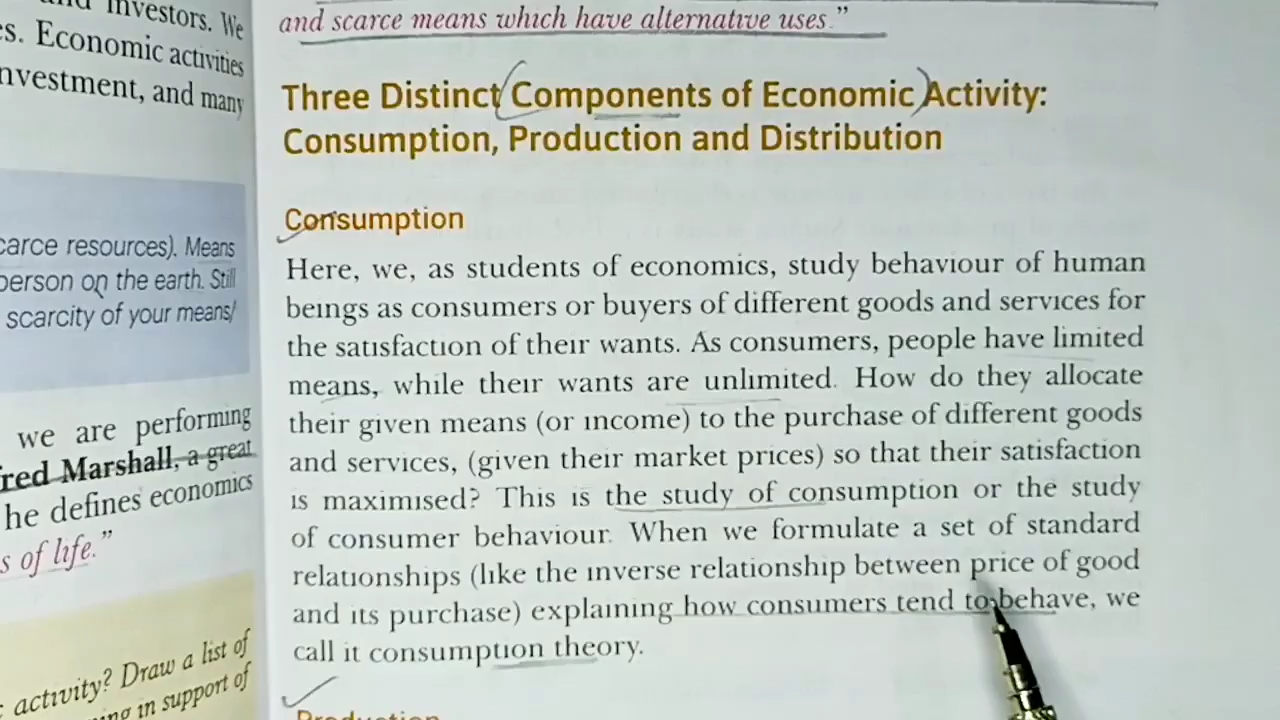 investors. We
es. Economic activities
investment, and many
carce resources). Means
person on the earth. Still
scarcity of your means/
we are performing
red Marshall, a great
he defines economics
s of life.”
activity? Draw a list of
in support of
and scarce means which have alternative uses.”
Three Distinct Components of Economic Activity:
Consumption, Production and Distribution
Consumption
Here, we, as students of economics, study behaviour of human
beings as consumers or buyers of different goods and services for
the satisfaction of their wants. As consumers, people have limited
means, while their wants are unlimited. How do they allocate
their given means (or income) to the purchase of different goods
and services, (given their market prices) so that their satisfaction
is maximised? This is the study of consumption or the study
of consumer behaviour. When we formulate a set of standard
relationships (like the inverse relationship between price of good
and its purchase) explaining how consumers tend to behave, we
call it consumption theory.
Production